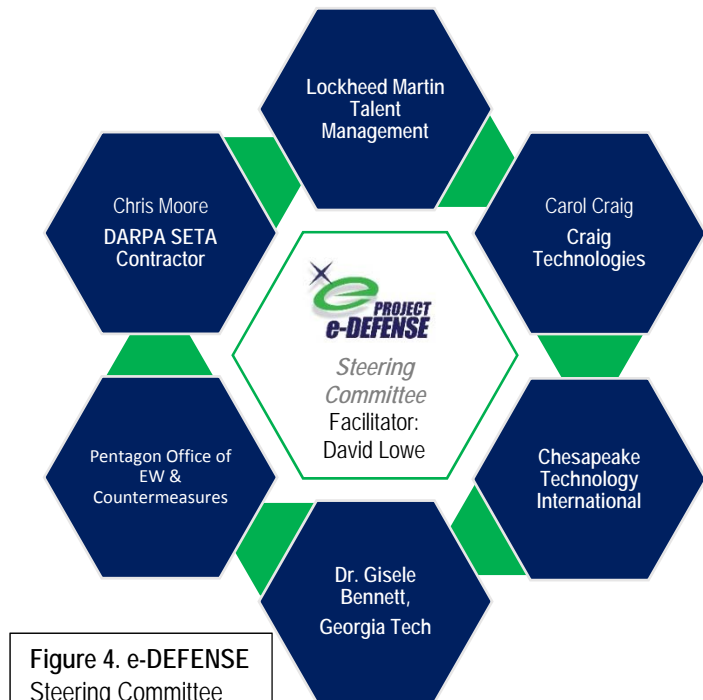 Lockheed Martin
Talent
Management
Chris Moore
DARPA SETA
Contractor
Carol Craig
Craig
Technologies
PROJECT
e-DEFENSE
Steering
Committee
Facilitator:
David Lowe
Pentagon Office of
EW &
Countermeasures
Chesapeake
Technology
International
Dr. Gisele
Bennett,
Georgia Tech
Figure 4. e-DEFENSE
Steering Committee